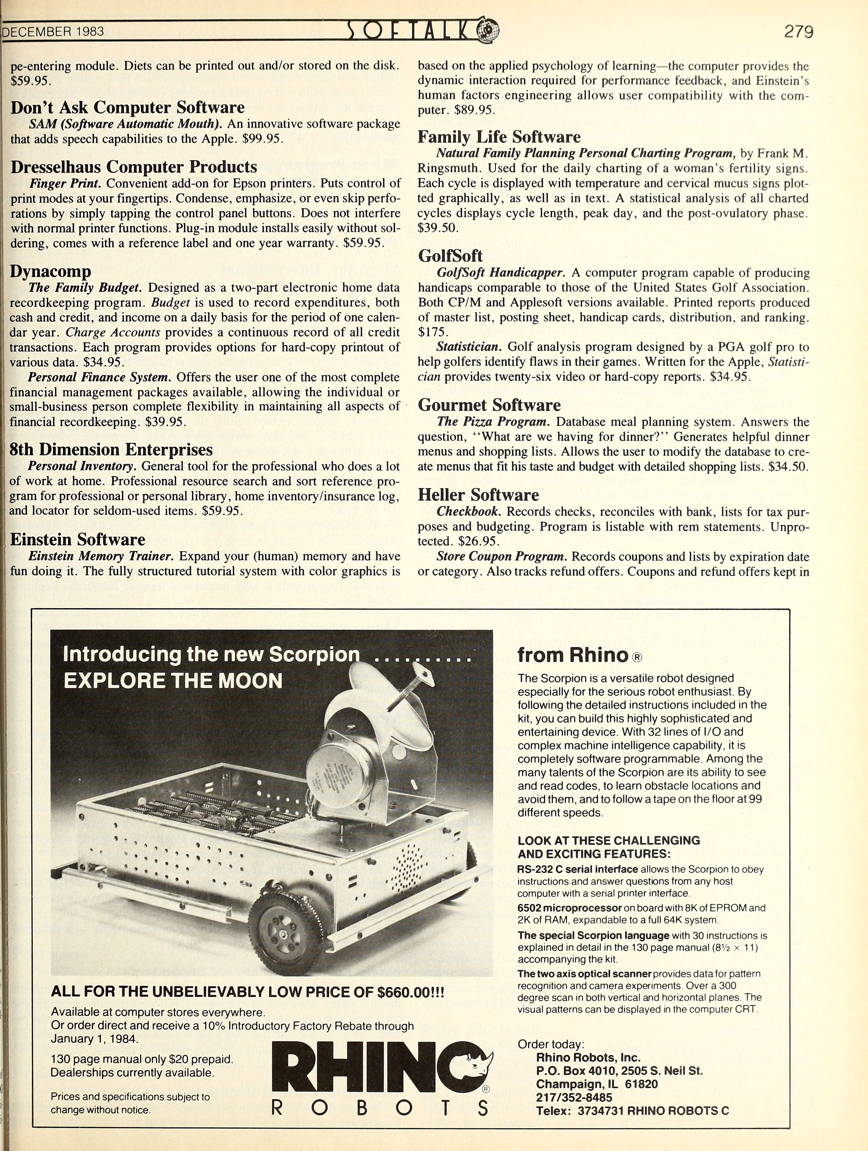 DECEMBER 1983
SOFTALK
279
pe-entering module. Diets can be printed out and/or stored on the disk.
$59.95.
Don't Ask Computer Software
SAM (Software Automatic Mouth). An innovative software package
that adds speech capabilities to the Apple. $99.95.
Dresselhaus Computer Products
Finger Print. Convenient add-on for Epson printers. Puts control of
print modes at your fingertips. Condense, emphasize, or even skip perfo-
rations by simply tapping the control panel buttons. Does not interfere
with normal printer functions. Plug-in module installs easily without sol-
dering, comes with a reference label and one year warranty. $59.95.
Dynacomp
The Family Budget. Designed as a two-part electronic home data
recordkeeping program. Budget is used to record expenditures, both
cash and credit, and income on a daily basis for the period of one calen-
dar year. Charge Accounts provides a continuous record of all credit
transactions. Each program provides options for hard-copy printout of
various data. $34.95.
Personal Finance System. Offers the user one of the most complete
financial management packages available, allowing the individual or
small-business person complete flexibility in maintaining all aspects of
financial recordkeeping. $39.95.
8th Dimension Enterprises
Personal Inventory. General tool for the professional who does a lot
of work at home. Professional resource search and sort reference pro-
gram for professional or personal library, home inventory/insurance log,
and locator for seldom-used items. $59.95.
Einstein Software
Einstein Memory Trainer. Expand your (human) memory and have
fun doing it. The fully structured tutorial system with color graphics is
based on the applied psychology of learning—the computer provides the
dynamic interaction required for performance feedback, and Einstein's
human factors engineering allows user compatibility with the com-
puter. $89.95.
Family Life Software
Natural Family Planning Personal Charting Program, by Frank M.
Ringsmuth. Used for the daily charting of a woman's fertility signs.
Each cycle is displayed with temperature and cervical mucus signs plot-
ted graphically, as well as in text. A statistical analysis of all charted
cycles displays cycle length, peak day, and the post-ovulatory phase.
$39.50.
GolfSoft
GolfSoft Handicapper. A computer program capable of producing
handicaps comparable to those of the United States Golf Association.
Both CP/M and Applesoft versions available. Printed reports produced
of master list, posting sheet, handicap cards, distribution, and ranking.
$175.
Statistician. Golf analysis program designed by a PGA golf pro to
help golfers identify flaws in their games. Written for the Apple, Statisti-
cian provides twenty-six video or hard-copy reports. $34.95.
Gourmet Software
The Pizza Program. Database meal planning system. Answers the
question, "What are we having for dinner?" Generates helpful dinner
menus and shopping lists. Allows the user to modify the database to cre-
ate menus that fit his taste and budget with detailed shopping lists. $34.50.
Heller Software
Checkbook. Records checks, reconciles with bank, lists for tax pur-
poses and budgeting. Program is listable with rem statements. Unpro-
tected. $26.95.
Store Coupon Program. Records coupons and lists by expiration date
or category. Also tracks refund offers. Coupons and refund offers kept in
Introducing the new Scorpion ..........
EXPLORE THE MOON
ALL FOR THE UNBELIEVABLY LOW PRICE OF $660.00!!!
Available at computer stores everywhere.
Or order direct and receive a 10% Introductory Factory Rebate through
January 1, 1984.
130 page manual only $20 prepaid.
Dealerships currently available.
Prices and specifications subject to
change without notice.
RHINO®
ROBOTS
from Rhino®
The Scorpion is a versatile robot designed
especially for the serious robot enthusiast. By
following the detailed instructions included in the
kit, you can build this highly sophisticated and
entertaining device. With 32 lines of I/O and
complex machine intelligence capability, it is
completely software programmable. Among the
many talents of the Scorpion are its ability to see
and read codes, to learn obstacle locations and
avoid them, and to follow a tape on the floor at 99
different speeds.
LOOK AT THESE CHALLENGING
AND EXCITING FEATURES:
RS-232 C serial interface allows the Scorpion to obey
instructions and answer questions from any host
computer with a serial printer interface.
6502 microprocessor on board with 8K of EPROM and
2K of RAM, expandable to a full 64K system.
The special Scorpion language with 30 instructions is
explained in detail in the 130 page manual (8½ × 11)
accompanying the kit.
The two axis optical scanner provides data for pattern
recognition and camera experiments. Over a 300
degree scan in both vertical and horizontal planes. The
visual patterns can be displayed in the computer CRT.
Order today:
Rhino Robots, Inc.
P.O. Box 4010, 2505 S. Neil St.
Champaign, IL 61820
217/352-8485
Telex: 3734731 RHINO ROBOTS C